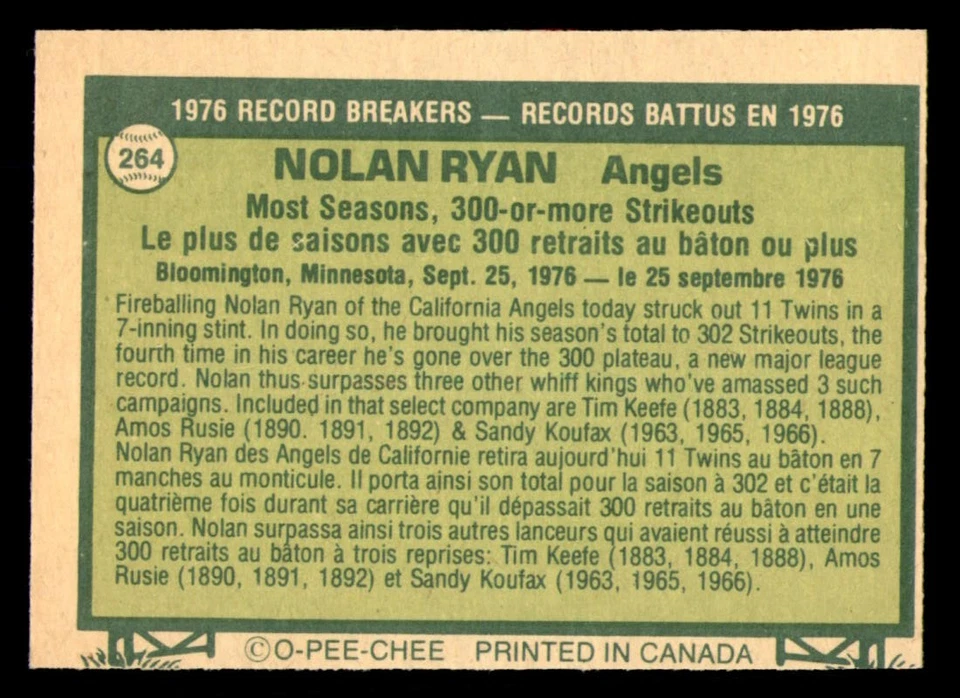 1976 RECORD BREAKERS — RECORDS BATTUS EN 1976
264
NOLAN RYAN Angels
Most Seasons, 300-or-more Strikeouts
Le plus de saisons avec 300 retraits au bâton ou plus
Bloomington, Minnesota, Sept. 25, 1976 — le 25 septembre 1976
Fireballing Nolan Ryan of the California Angels today struck out 11 Twins in a
7-inning stint. In doing so, he brought his season's total to 302 Strikeouts, the
fourth time in his career he's gone over the 300 plateau, a new major league
record. Nolan thus surpasses three other whiff kings who've amassed 3 such
campaigns. Included in that select company are Tim Keefe (1883, 1884, 1888),
Amos Rusie (1890. 1891, 1892) & Sandy Koufax (1963, 1965, 1966).
Nolan Ryan des Angels de Californie retira aujourd'hui 11 Twins au bâton en 7
manches au monticule. Il porta ainsi son total pour la saison à 302 et c'était la
quatrième fois durant sa carrière qu'il dépassait 300 retraits au bâton en une
saison. Nolan surpassa ainsi trois autres lanceurs qui avaient réussi à atteindre
300 retraits au bâton à trois reprises: Tim Keefe (1883, 1884, 1888), Amos
Rusie (1890, 1891, 1892) et Sandy Koufax (1963, 1965, 1966).
©O-PEE-CHEE PRINTED IN CANADA